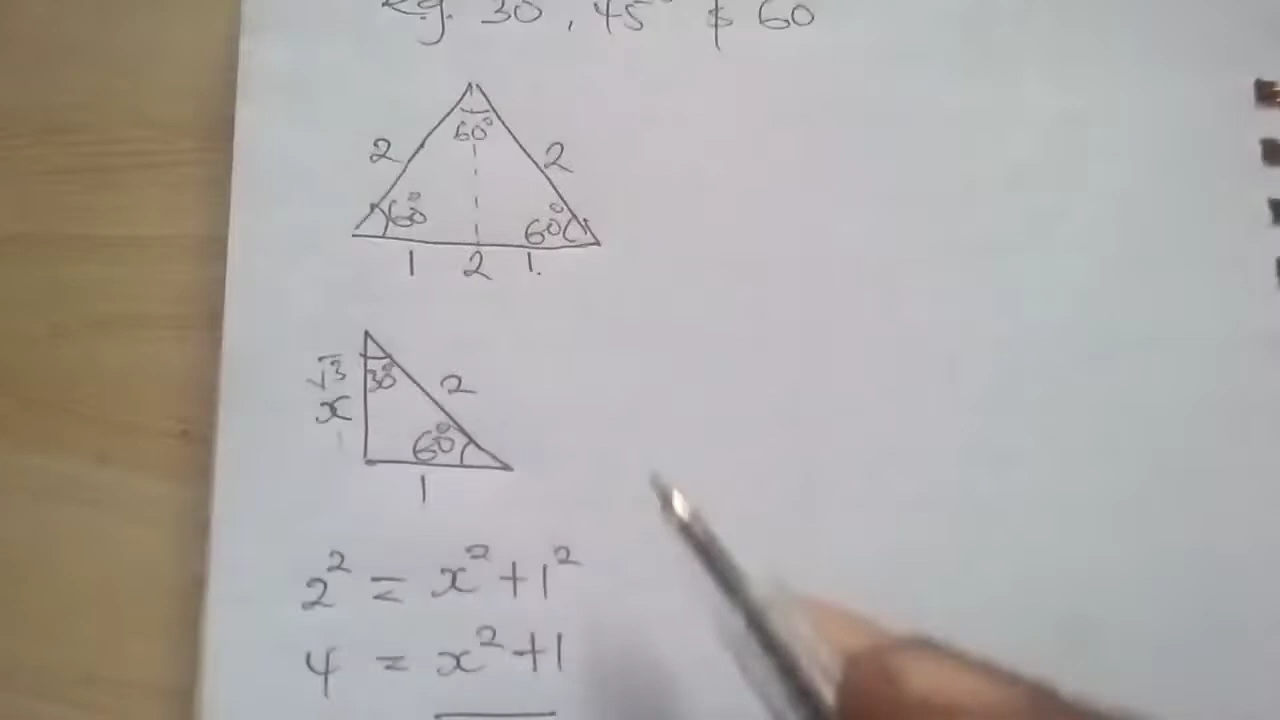 Eg. 30°, 45° & 60
60°
2 2
60° 60°
1 2 1.
√3 30° 2
x 60°
1
2² = x² + 1²
4 = x² + 1